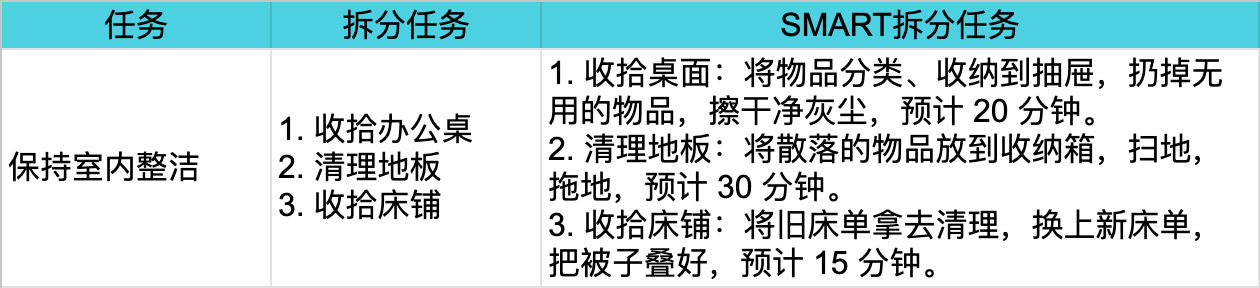 任务
拆分任务
SMART拆分任务
保持室内整洁
1. 收拾办公桌
2. 清理地板
3. 收拾床铺
1. 收拾桌面：将物品分类、收纳到抽屉，扔掉无
用的物品，擦干净灰尘，预计 20 分钟。
2. 清理地板：将散落的物品放到收纳箱，扫地，
拖地，预计 30 分钟。
3. 收拾床铺：将旧床单拿去清理，换上新床单，
把被子叠好，预计 15 分钟。